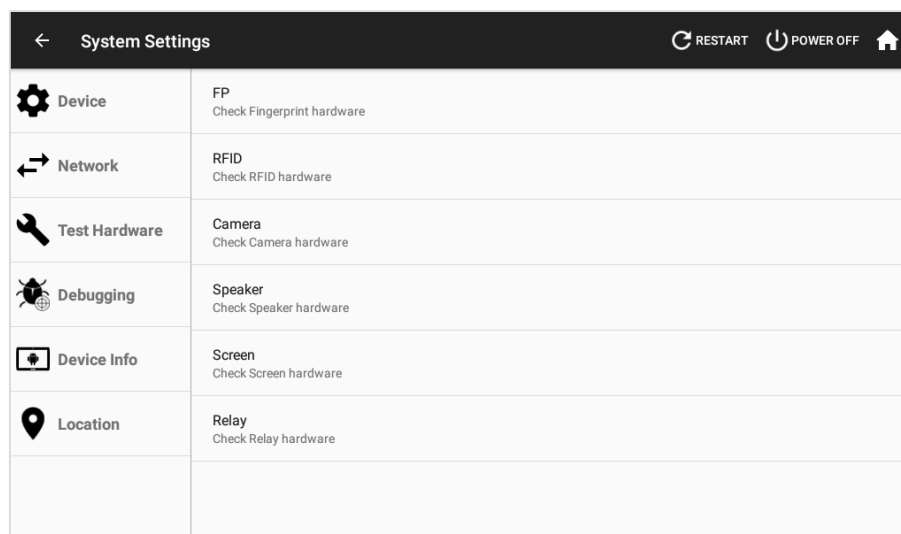 System Settings
RESTART
POWER OFF
Device
Network
Test Hardware
Debugging
Device Info
Location
FP
Check Fingerprint hardware
RFID
Check RFID hardware
Camera
Check Camera hardware
Speaker
Check Speaker hardware
Screen
Check Screen hardware
Relay
Check Relay hardware